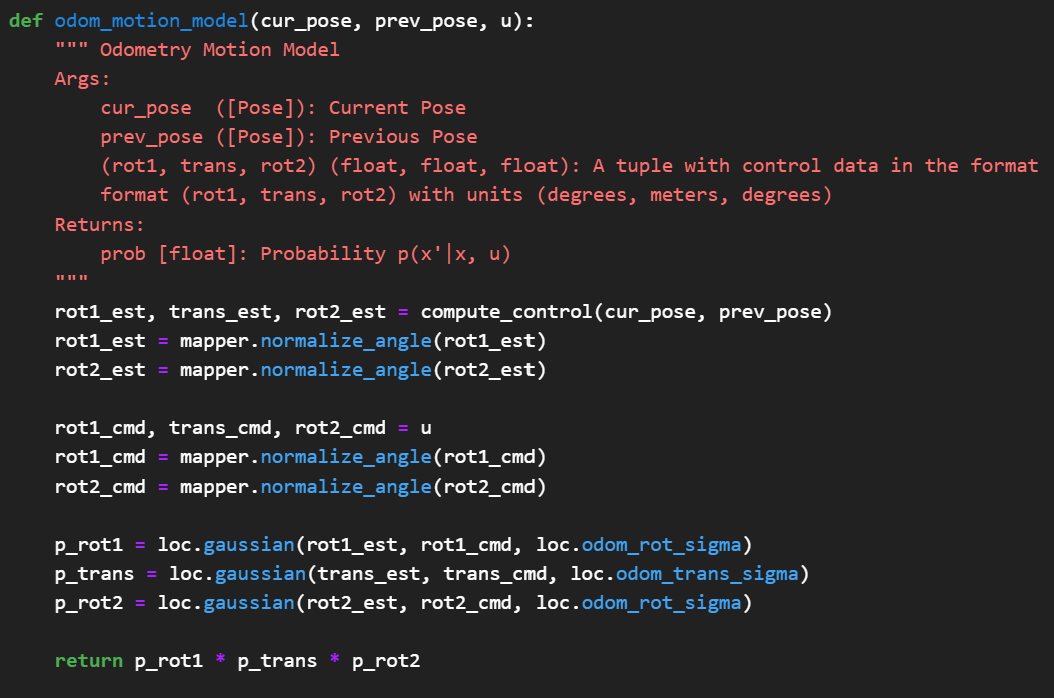 def odom_motion_model(cur_pose, prev_pose, u):
    """ Odometry Motion Model
    Args:
        cur_pose  ([Pose]): Current Pose
        prev_pose ([Pose]): Previous Pose
        (rot1, trans, rot2) (float, float, float): A tuple with control data in the format
        format (rot1, trans, rot2) with units (degrees, meters, degrees)
    Returns:
        prob [float]: Probability p(x'|x, u)
    """
    rot1_est, trans_est, rot2_est = compute_control(cur_pose, prev_pose)
    rot1_est = mapper.normalize_angle(rot1_est)
    rot2_est = mapper.normalize_angle(rot2_est)

    rot1_cmd, trans_cmd, rot2_cmd = u
    rot1_cmd = mapper.normalize_angle(rot1_cmd)
    rot2_cmd = mapper.normalize_angle(rot2_cmd)

    p_rot1 = loc.gaussian(rot1_est, rot1_cmd, loc.odom_rot_sigma)
    p_trans = loc.gaussian(trans_est, trans_cmd, loc.odom_trans_sigma)
    p_rot2 = loc.gaussian(rot2_est, rot2_cmd, loc.odom_rot_sigma)

    return p_rot1 * p_trans * p_rot2